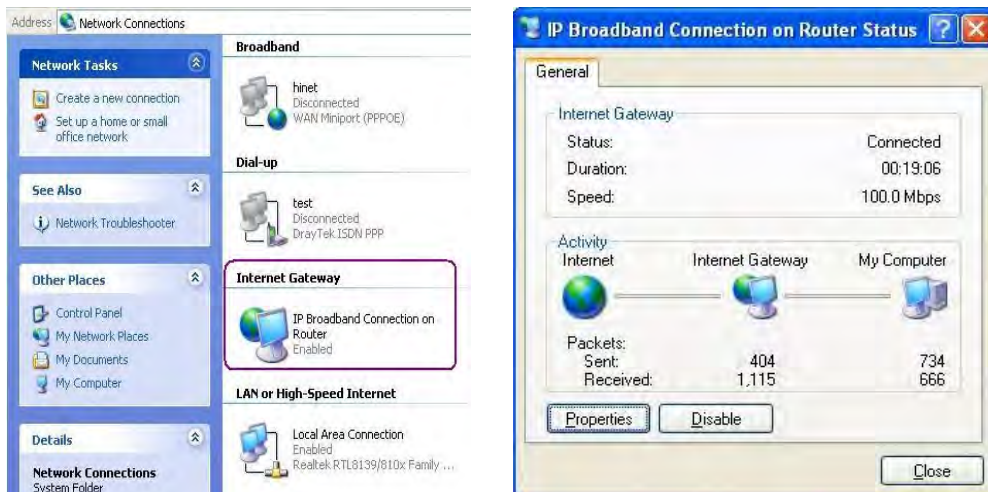 Address Network Connections
Network Tasks
Create a new connection
Set up a home or small
office network
See Also
Network Troubleshooter
Other Places
Control Panel
My Network Places
My Documents
My Computer
Details
Network Connections
System Folder
Broadband
hinet
Disconnected
WAN Miniport (PPPOE)
Dial-up
test
Disconnected
DrayTek ISDN PPP
Internet Gateway
IP Broadband Connection on
Router
Enabled
LAN or High-Speed Internet
Local Area Connection
Enabled
Realtek RTL8139/810x Family ...
IP Broadband Connection on Router Status
General
Internet Gateway
Status: Connected
Duration: 00:19:06
Speed: 100.0 Mbps
Activity
Internet Internet Gateway My Computer
Packets:
Sent: 404 734
Received: 1,115 666
Properties Disable
Close